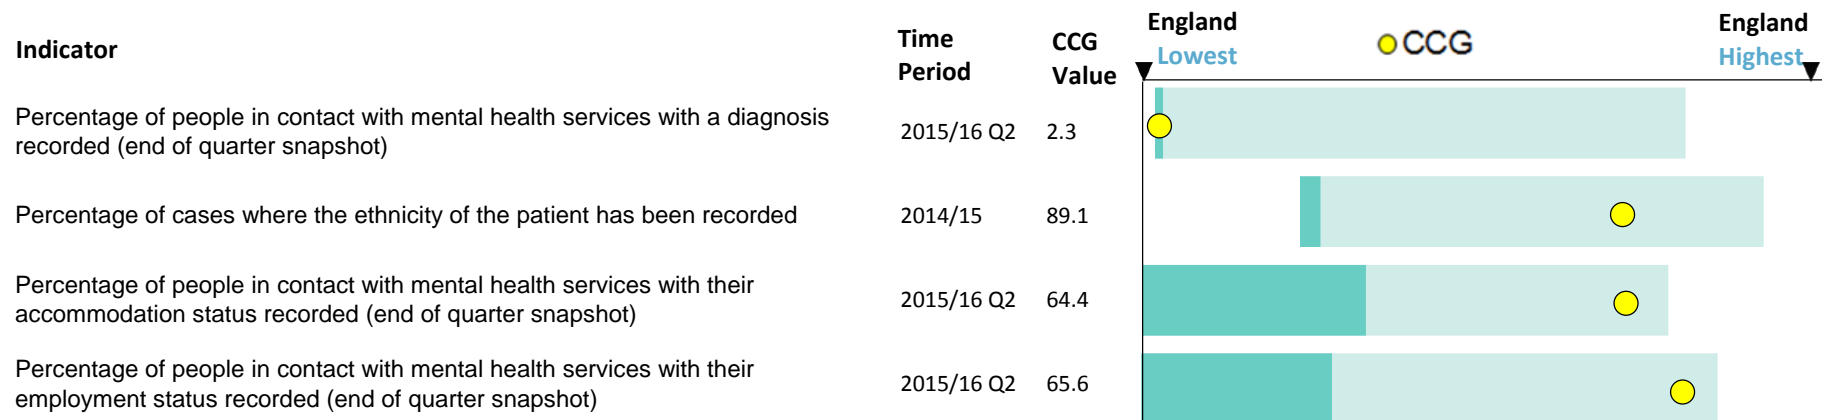 Indicator
Time
Period
CCG
Value
England
Lowest
CCG
England
Highest
Percentage of people in contact with mental health services with a diagnosis
recorded (end of quarter snapshot)
2015/16 Q2
2.3
Percentage of cases where the ethnicity of the patient has been recorded
2014/15
89.1
Percentage of people in contact with mental health services with their
accommodation status recorded (end of quarter snapshot)
2015/16 Q2
64.4
Percentage of people in contact with mental health services with their
employment status recorded (end of quarter snapshot)
2015/16 Q2
65.6